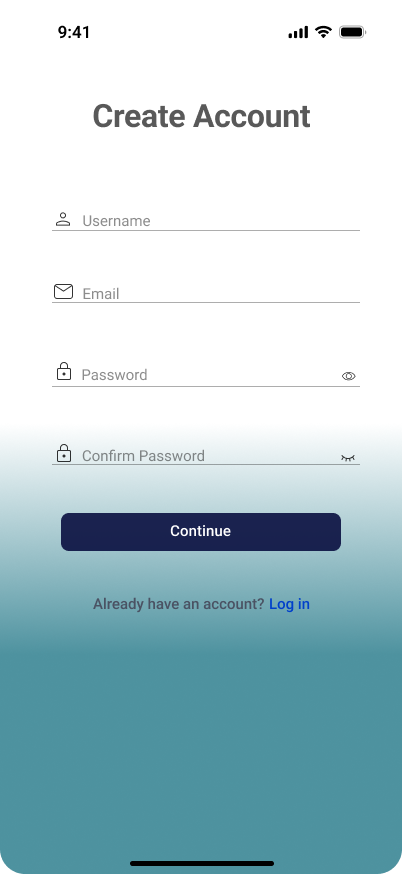 9:41
Create Account
Username
Email
Password
Confirm Password
Continue
Already have an account? Log in